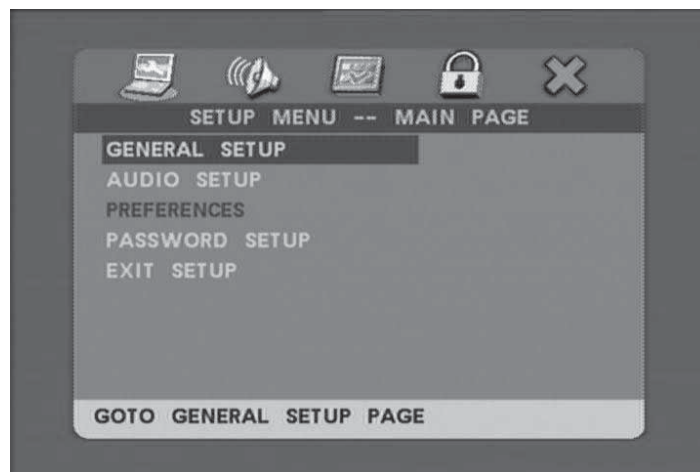 SETUP MENU -- MAIN PAGE
GENERAL SETUP
AUDIO SETUP
PREFERENCES
PASSWORD SETUP
EXIT SETUP
GOTO GENERAL SETUP PAGE